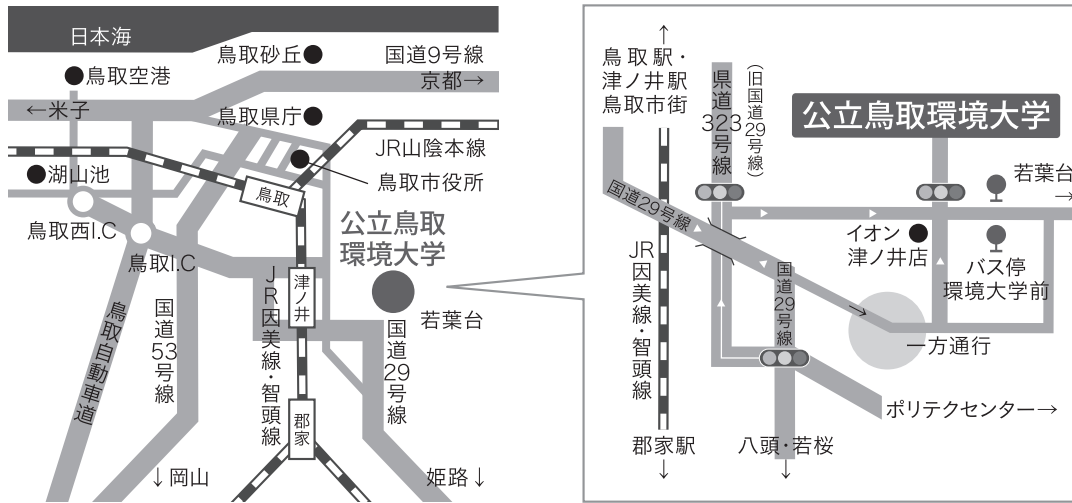 日本海
鳥取砂丘
国道9号線
鳥取空港
京都→
←米子
鳥取県庁
JR山陰本線
湖山池
鳥取市役所
鳥取
鳥取西I.C
公立鳥取
環境大学
鳥取I.C
津ノ井
若葉台
鳥取自動車道
国道53号線
JR因美線・智頭線
国道29号線
郡家
↓岡山
姫路↓
↑
鳥取駅・
津ノ井駅
鳥取市街
県道323号線
(旧国道29号線)
公立鳥取環境大学
若葉台
→
国道29号線
イオン
津ノ井店
バス停
環境大学前
JR因美線・智頭線
国道29号線
→
一方通行
ポリテクセンター→
郡家駅
↓
八頭・若桜
↓